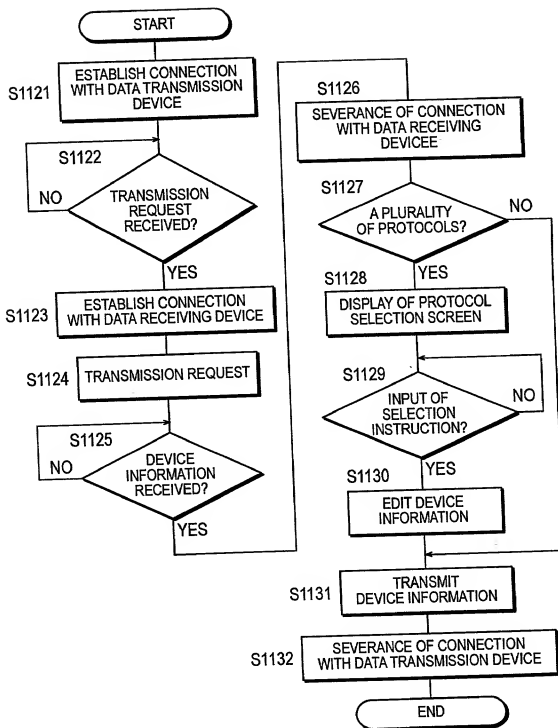 START
S1121
ESTABLISH CONNECTION
WITH DATA TRANSMISSION
DEVICE
S1122
NO
TRANSMISSION
REQUEST
RECEIVED?
YES
S1123
ESTABLISH CONNECTION
WITH DATA RECEIVING DEVICE
S1124
TRANSMISSION REQUEST
S1125
NO
DEVICE
INFORMATION
RECEIVED?
YES
S1126
SEVERANCE OF CONNECTION
WITH DATA RECEIVING
DEVICEE
S1127
A PLURALITY
OF PROTOCOLS?
NO
YES
S1128
DISPLAY OF PROTOCOL
SELECTION SCREEN
S1129
INPUT OF
SELECTION
INSTRUCTION?
NO
YES
S1130
EDIT DEVICE
INFORMATION
S1131
TRANSMIT
DEVICE INFORMATION
S1132
SEVERANCE OF CONNECTION
WITH DATA TRANSMISSION DEVICE
END